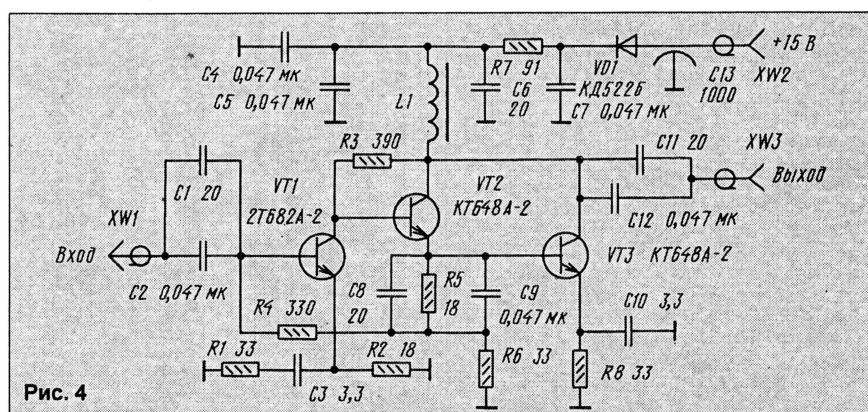 +15 В
C4 0,047 мк
R7 91
VD1
C13
XW2
C5 0,047 мк
L1
C6
КД522Б
1000
20
C7 0,047 мк
R3 390
C11 20
XW3
Выход
C1 20
VT1
VT2
XW1
2Т682А-2
КТ648А-2
C12
0,047 мк
Вход
VT3 КТ648А-2
C2 0,047 мк
R4 330
C8
20
R5
18
C9
0,047 мк
C10 3,3
R1 33
R2 18
R6 33
R8 33
C3 3,3
Рис. 4